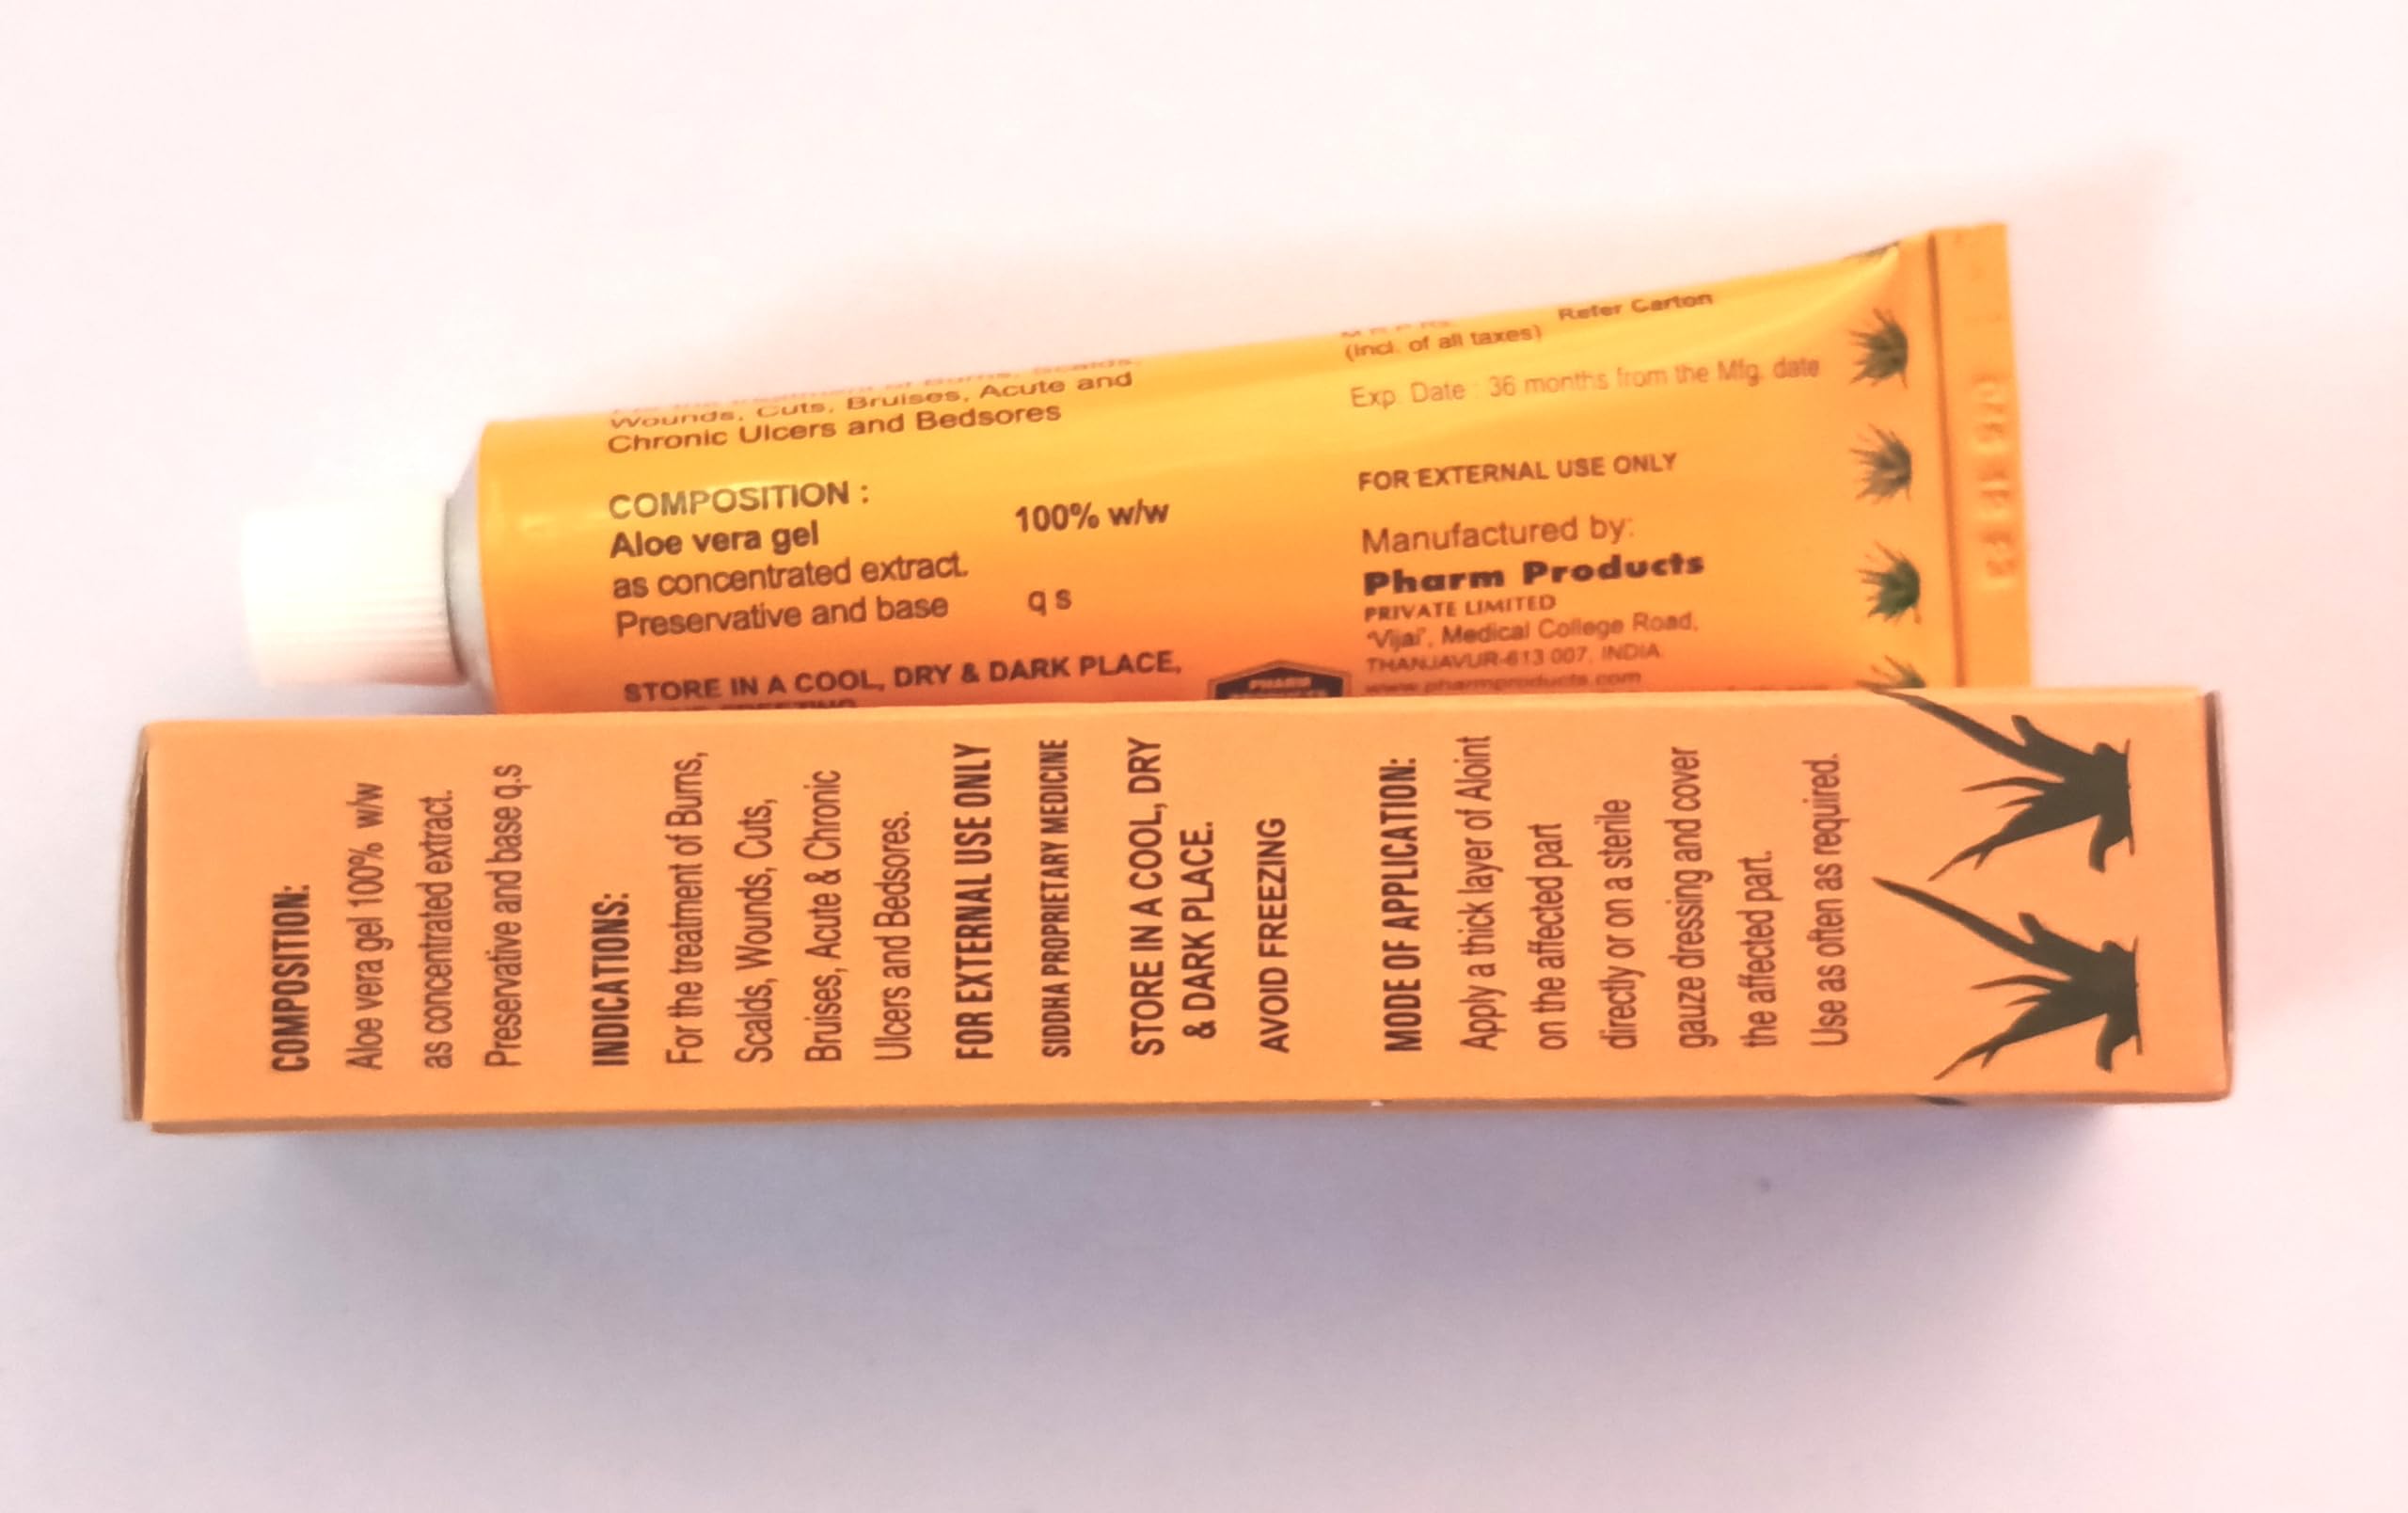 Wounds, Cuts, Bruises, Acute and
Chronic Ulcers and Bedsores
COMPOSITION :
Aloe vera gel 100% w/w
as concentrated extract.
Preservative and base q s
STORE IN A COOL, DRY & DARK PLACE,
Refer Carton
(Incl. of all taxes)
Exp. Date : 36 months from the Mfg. date
FOR EXTERNAL USE ONLY
Manufactured by:
Pharm Products
PRIVATE LIMITED
'Vijai', Medical College Road,
THANJAVUR-613 007, INDIA
www.pharmproducts.com
PHARM
COMPOSITION:
Aloe vera gel 100% w/w
as concentrated extract.
Preservative and base q.s
INDICATIONS:
For the treatment of Burns,
Scalds, Wounds, Cuts,
Bruises, Acute & Chronic
Ulcers and Bedsores.
FOR EXTERNAL USE ONLY
SIDDHA PROPRIETARY MEDICINE
STORE IN A COOL, DRY
& DARK PLACE.
AVOID FREEZING
MODE OF APPLICATION:
Apply a thick layer of Aloint
on the affected part
directly or on a sterile
gauze dressing and cover
the affected part.
Use as often as required.